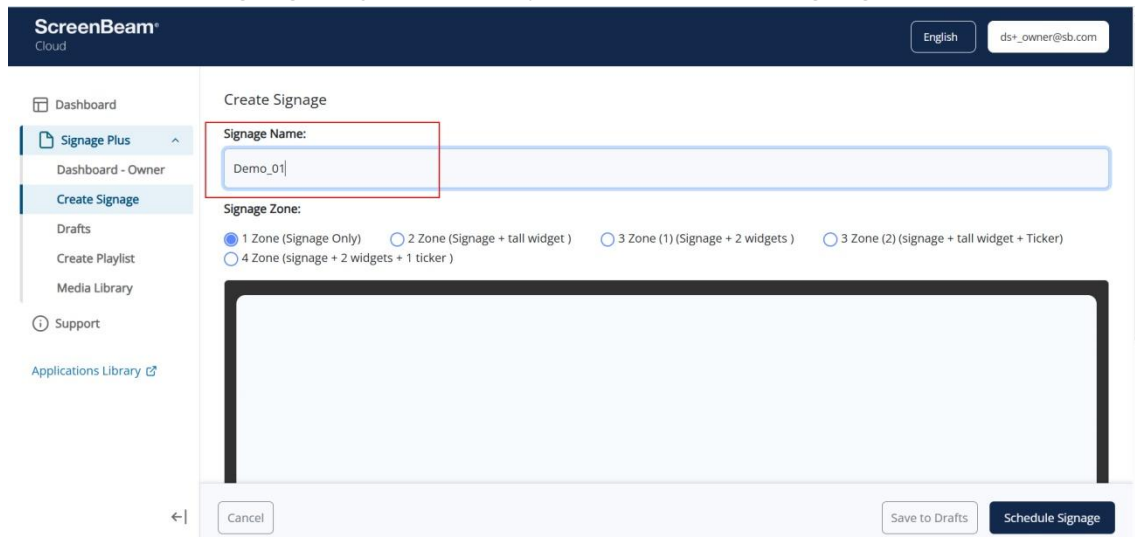 ScreenBeam®
Cloud
English
ds+_owner@sb.com
Dashboard
Signage Plus
Dashboard - Owner
Create Signage
Drafts
Create Playlist
Media Library
Support
Applications Library
Create Signage
Signage Name:
Demo_01
Signage Zone:
1 Zone (Signage Only) 2 Zone (Signage + tall widget ) 3 Zone (1) (Signage + 2 widgets ) 3 Zone (2) (signage + tall widget + Ticker)
4 Zone (signage + 2 widgets + 1 ticker )
Cancel
Save to Drafts
Schedule Signage